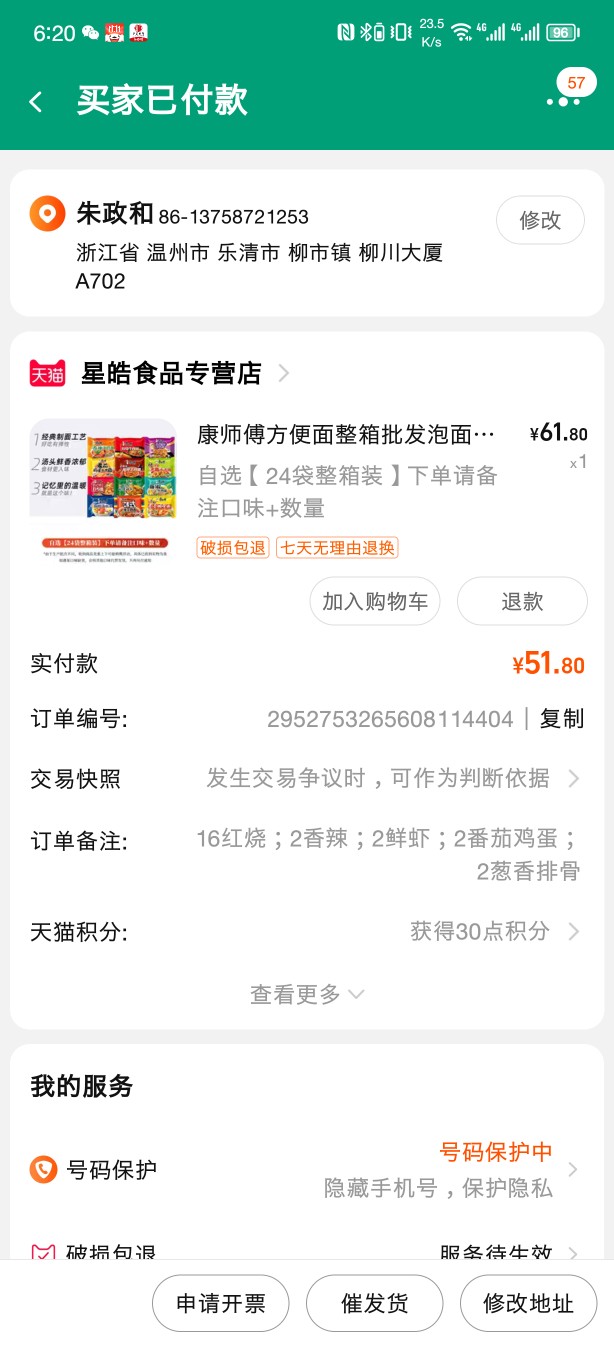 6:20
23.5
K/s
4G
4G
96
买家已付款
57
朱政和 86-13758721253
修改
浙江省 温州市 乐清市 柳市镇 柳川大厦
A702
天猫 星皓食品专营店
康师傅方便面整箱批发泡面… ¥61.80
自选【24袋整箱装】下单请备 x1
注口味+数量
1 经典制面工艺
2 汤头鲜香浓郁
3 记忆里的温暖
自选【24袋整箱装】下单请备注口味+数量
破损包退 七天无理由退换
加入购物车 退款
实付款 ¥51.80
订单编号: 2952753265608114404 | 复制
交易快照 发生交易争议时，可作为判断依据
订单备注: 16红烧；2香辣；2鲜虾；2番茄鸡蛋；
2葱香排骨
天猫积分: 获得30点积分
查看更多
我的服务
号码保护中
号码保护
隐藏手机号，保护隐私
破损包退 服务待生效
申请开票 催发货 修改地址